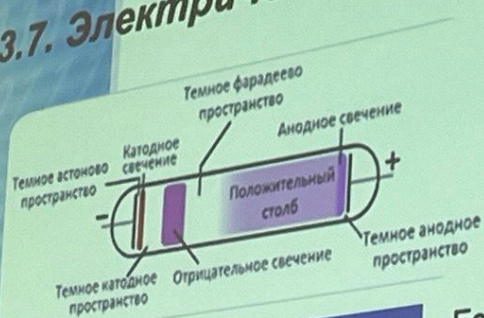 3.7. Электри
Темное фарадеево
пространство
Анодное свечение
Катодное
свечение
Темное астоново
пространство
+
Положительный
столб
-
Темное анодное
пространство
Отрицательное свечение
Темное катодное
пространство